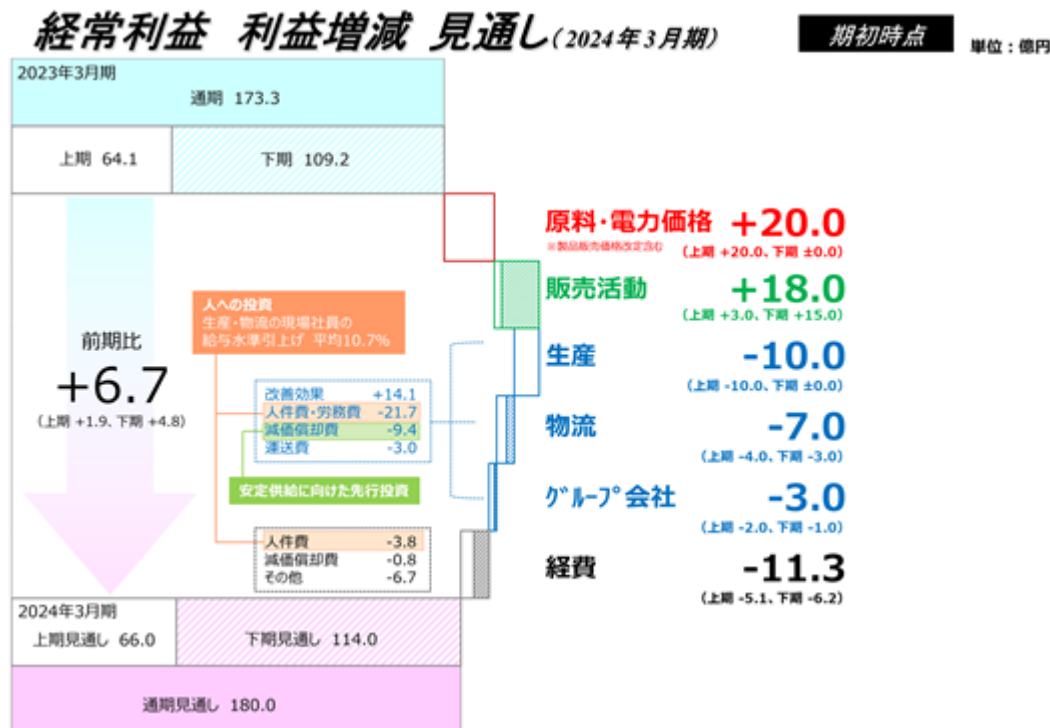 経常利益 利益増減 見通し(2024年3月期)
期初時点
単位：億円
2023年3月期
通期 173.3
上期 64.1
下期 109.2
原料・電力価格 +20.0
※製品販売価格改定含む
(上期 +20.0、下期 ±0.0)
販売活動 +18.0
(上期 +3.0、下期 +15.0)
人への投資
生産・物流の現場社員の
給与水準引上げ 平均10.7%
前期比
+6.7
(上期 +1.9、下期 +4.8)
生産 -10.0
(上期 -10.0、下期 ±0.0)
改善効果 +14.1
人件費・労務費 -21.7
減価償却費 -9.4
運送費 -3.0
物流 -7.0
(上期 -4.0、下期 -3.0)
安定供給に向けた先行投資
ｸﾞﾙｰﾌﾟ会社 -3.0
(上期 -2.0、下期 -1.0)
人件費 -3.8
減価償却費 -0.8
その他 -6.7
経費 -11.3
(上期 -5.1、下期 -6.2)
2024年3月期
上期見通し 66.0
下期見通し 114.0
通期見通し 180.0